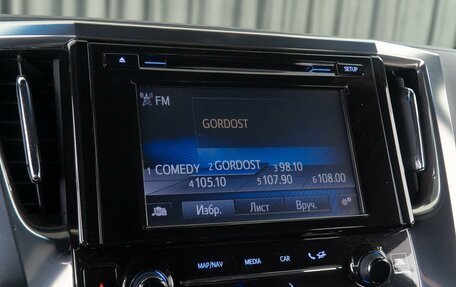 SETUP
FM
GORDOST
1 COMEDY 2 GORDOST 3 98.10
4 105.10 5 107.90 6 108.00
Избр. Лист Вруч.
MAP/NAV MEDIA CAR